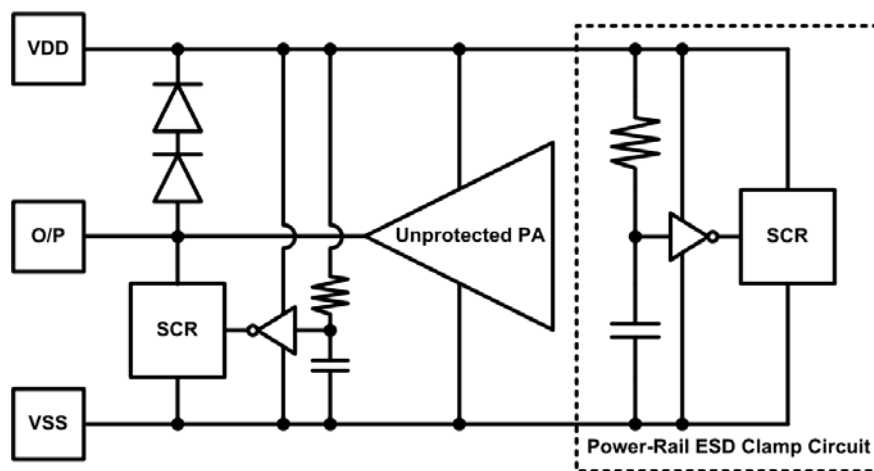 VDD
O/P
Unprotected PA
SCR
SCR
VSS
Power-Rail ESD Clamp Circuit